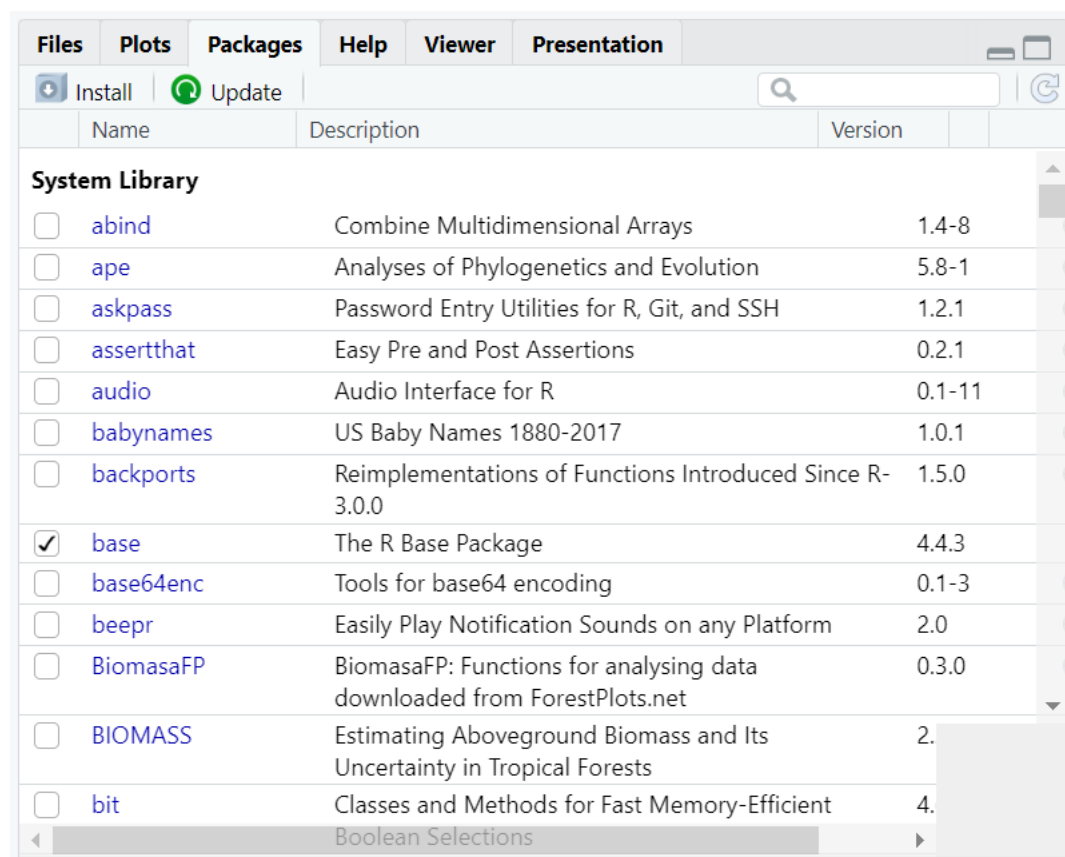 Files Plots Packages Help Viewer Presentation
Install Update
Name Description Version
System Library
abind Combine Multidimensional Arrays 1.4-8
ape Analyses of Phylogenetics and Evolution 5.8-1
askpass Password Entry Utilities for R, Git, and SSH 1.2.1
assertthat Easy Pre and Post Assertions 0.2.1
audio Audio Interface for R 0.1-11
babynames US Baby Names 1880-2017 1.0.1
backports Reimplementations of Functions Introduced Since R- 1.5.0
3.0.0
base The R Base Package 4.4.3
base64enc Tools for base64 encoding 0.1-3
beepr Easily Play Notification Sounds on any Platform 2.0
BiomasaFP BiomasaFP: Functions for analysing data 0.3.0
downloaded from ForestPlots.net
BIOMASS Estimating Aboveground Biomass and Its 2.
Uncertainty in Tropical Forests
bit Classes and Methods for Fast Memory-Efficient 4.
Boolean Selections